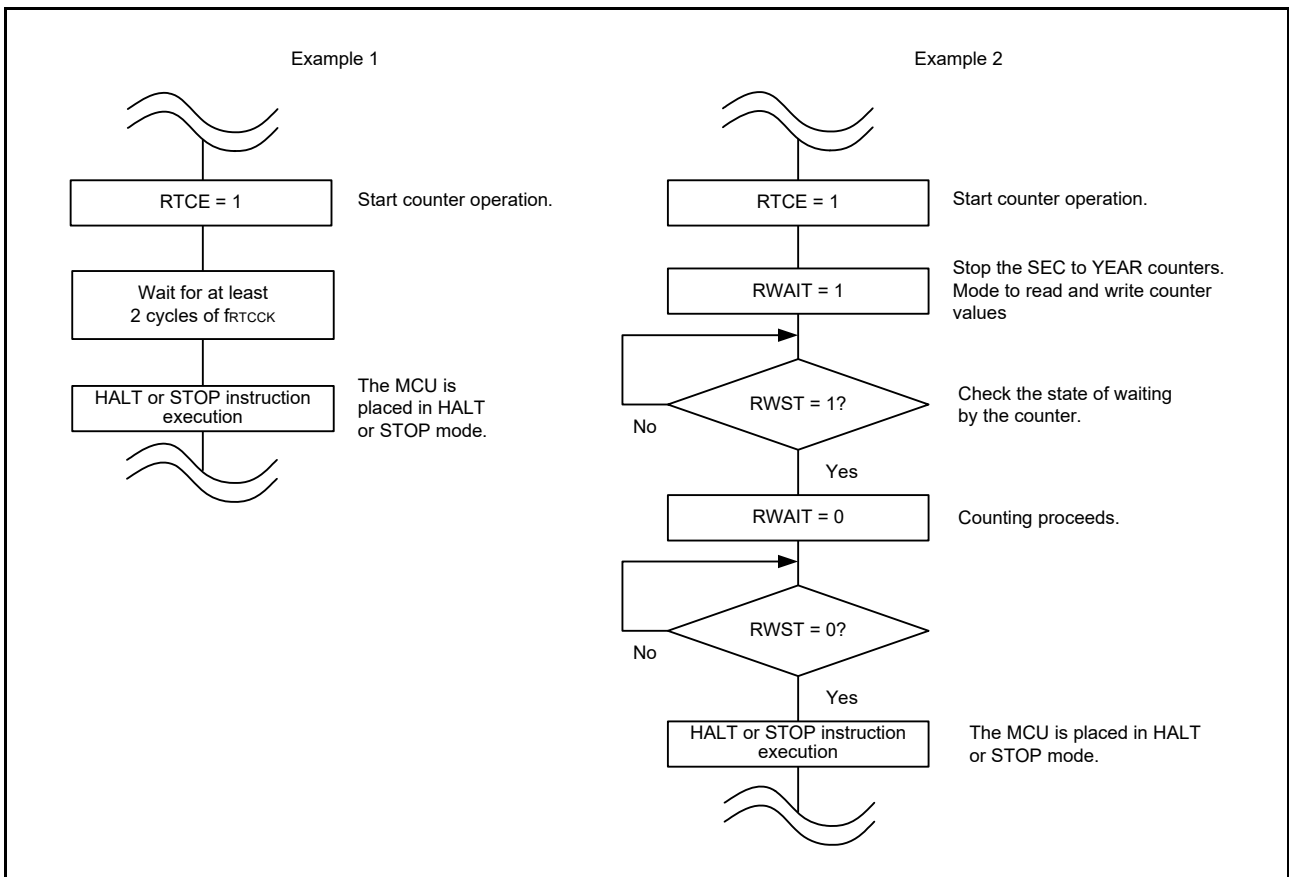 Example 1
RTCE = 1
Start counter operation.
Wait for at least
2 cycles of fRTCCK
HALT or STOP instruction
execution
The MCU is
placed in HALT
or STOP mode.
Example 2
RTCE = 1
Start counter operation.
RWAIT = 1
Stop the SEC to YEAR counters.
Mode to read and write counter
values
RWST = 1?
Check the state of waiting
by the counter.
No
Yes
RWAIT = 0
Counting proceeds.
RWST = 0?
No
Yes
HALT or STOP instruction
execution
The MCU is placed in HALT
or STOP mode.